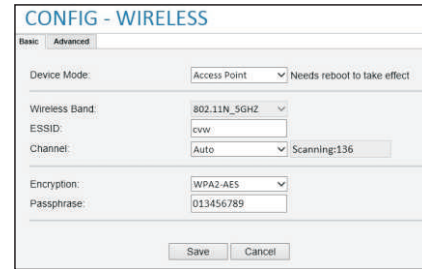 CONFIG - WIRELESS
Basic Advanced
Device Mode: Access Point Needs reboot to take effect
Wireless Band: 802.11N_5GHZ
ESSID: cvw
Channel: Auto Scanning:136
Encryption: WPA2-AES
Passphrase: 013456789
Save Cancel